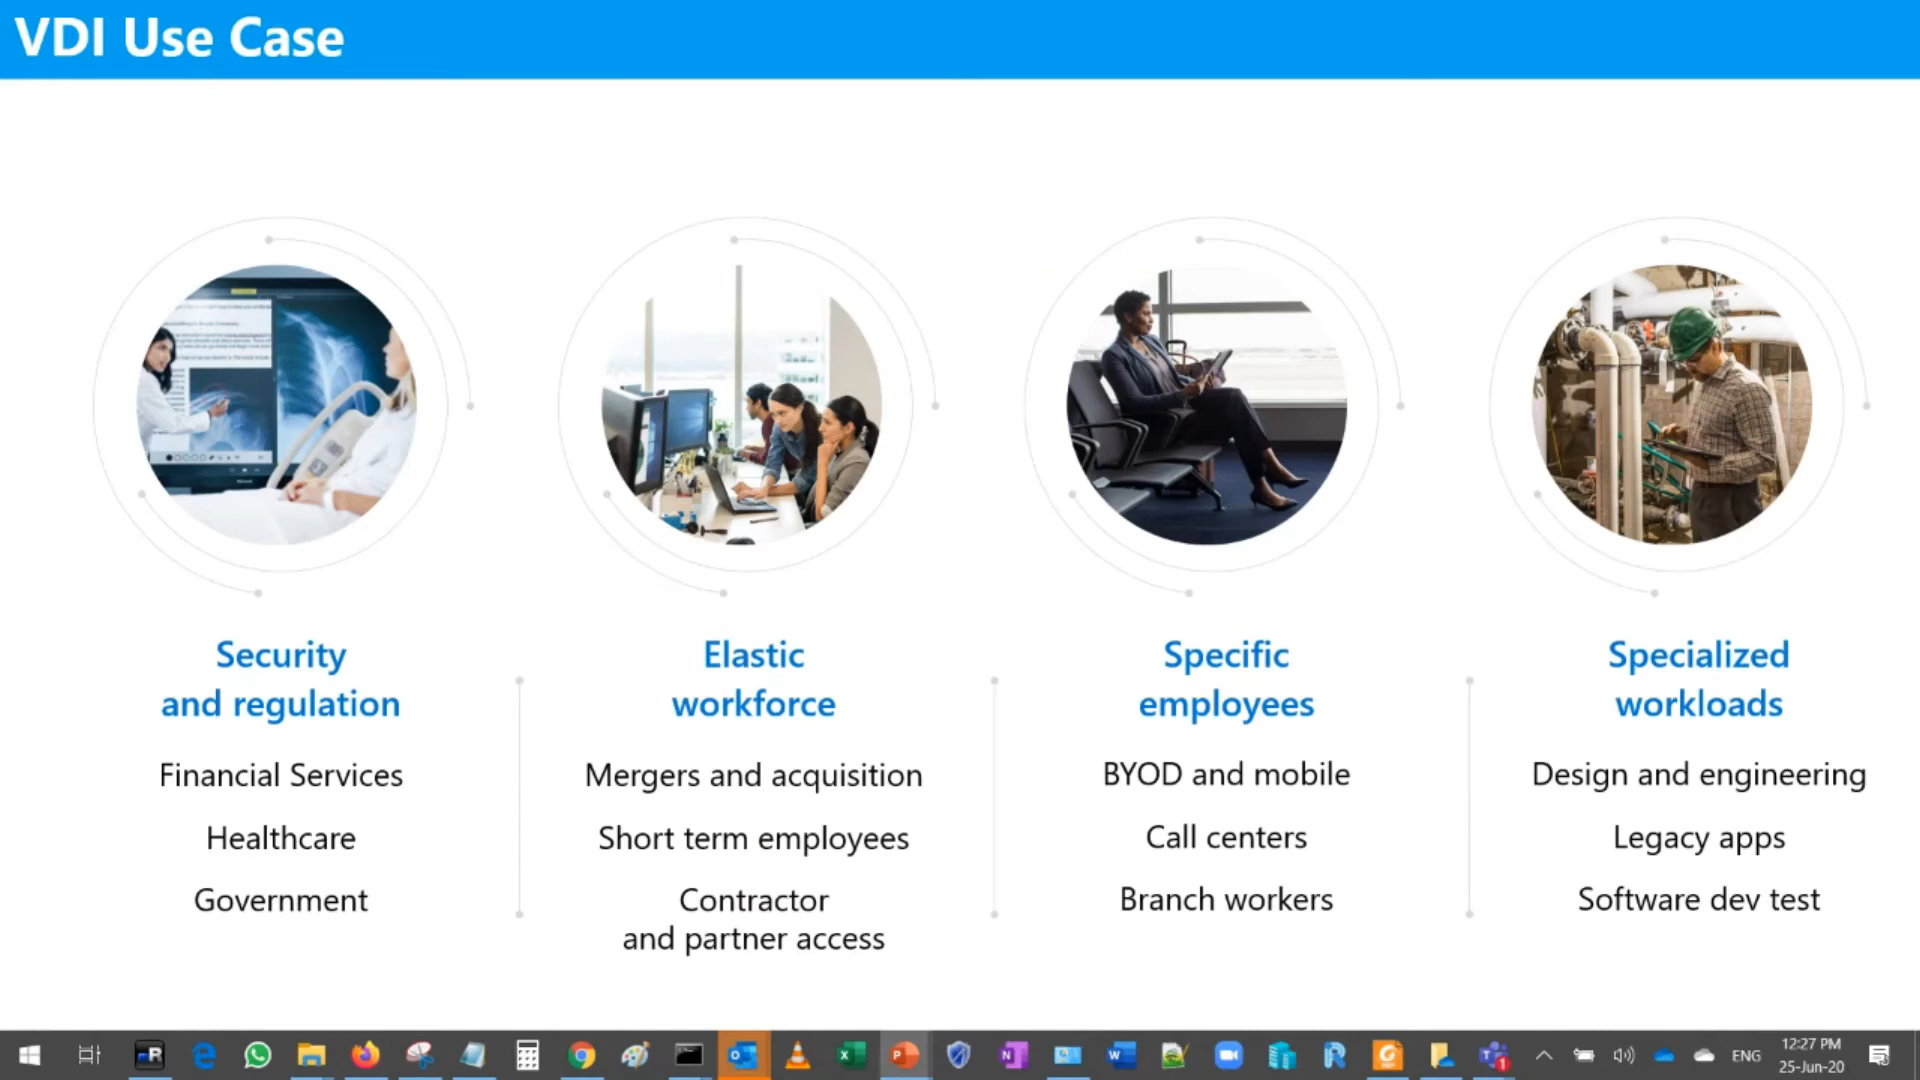 VDI Use Case
Security
and regulation
Financial Services
Healthcare
Government
Elastic
workforce
Mergers and acquisition
Short term employees
Contractor
and partner access
Specific
employees
BYOD and mobile
Call centers
Branch workers
Specialized
workloads
Design and engineering
Legacy apps
Software dev test
ENG
12:27 PM
25-Jun-20